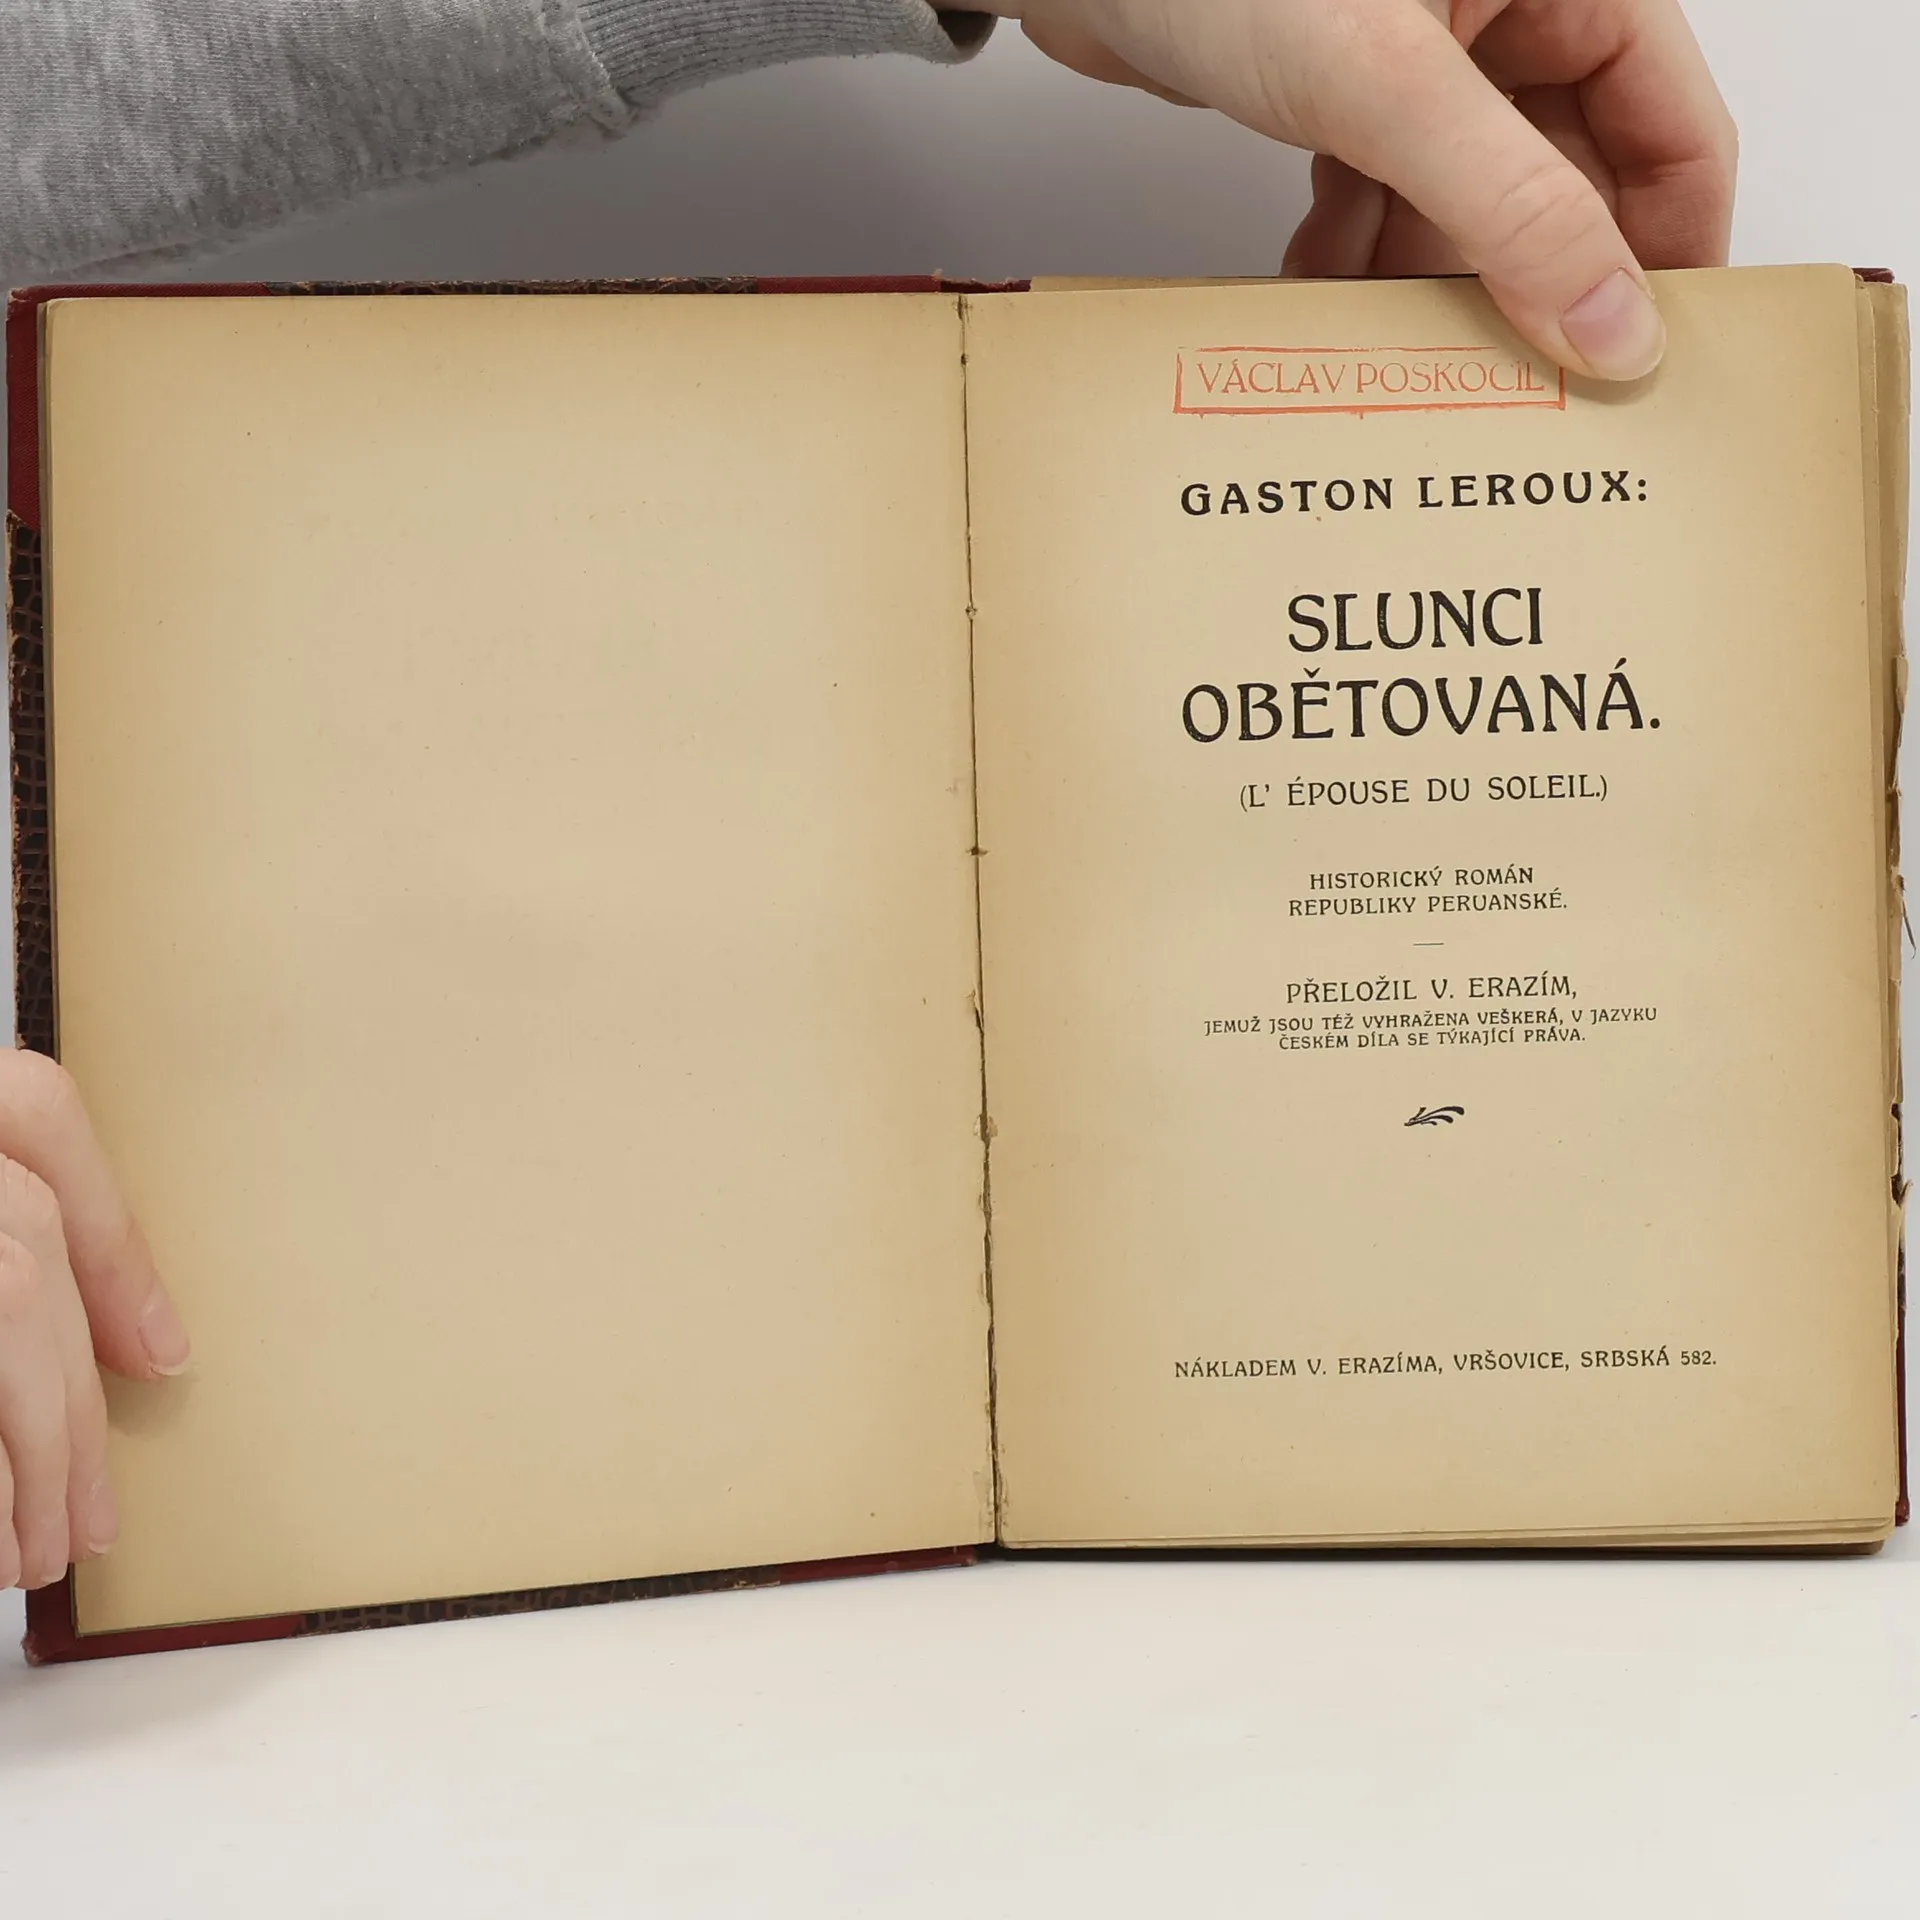 VÁCLAV POSKOCIL
GASTON LEROUX:
SLUNCI
OBĚTOVANÁ.
(L' ÉPOUSE DU SOLEIL.)
HISTORICKÝ ROMÁN
REPUBLIKY PERUANSKÉ.
PŘELOŽIL V. ERAZÍM,
JEMUŽ JSOU TÉŽ VYHRAŽENA VEŠKERÁ, V JAZYKU
ČESKÉM DÍLA SE TÝKAJÍCÍ PRÁVA.
NÁKLADEM V. ERAZÍMA, VRŠOVICE, SRBSKÁ 582.